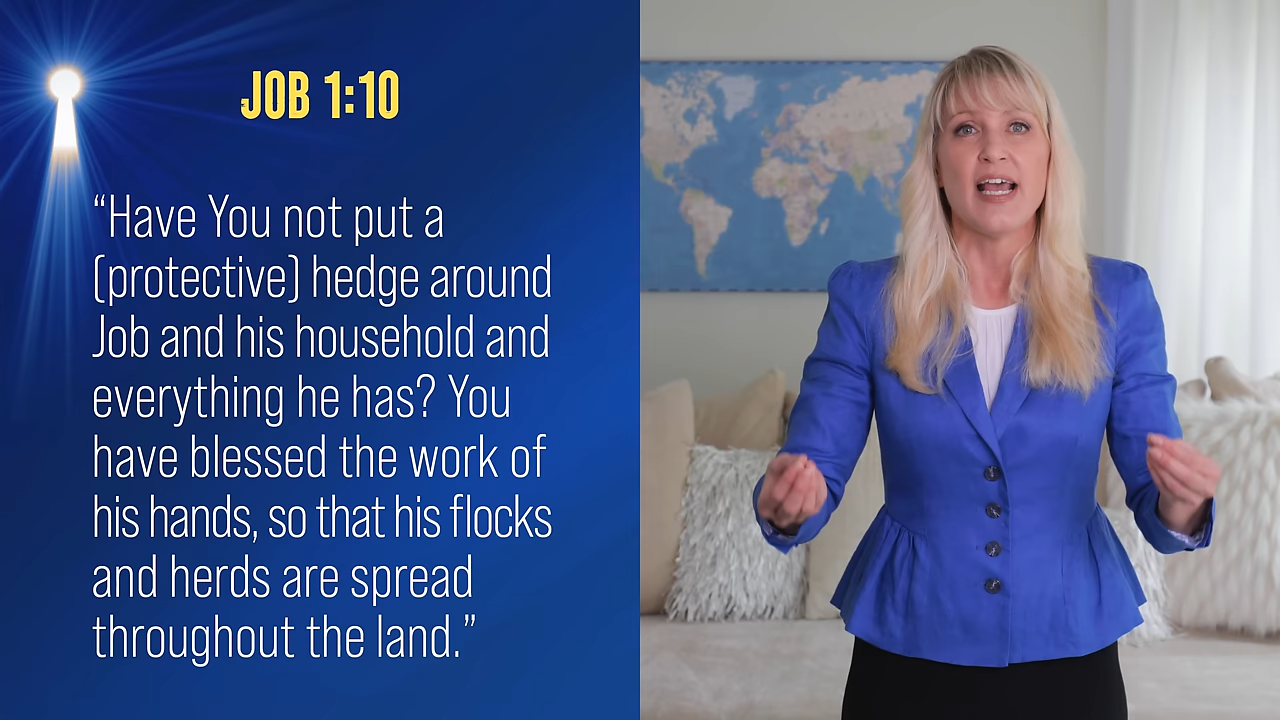 JOB 1:10
“Have You not put a
(protective) hedge around
Job and his household and
everything he has? You
have blessed the work of
his hands, so that his flocks
and herds are spread
throughout the land.”